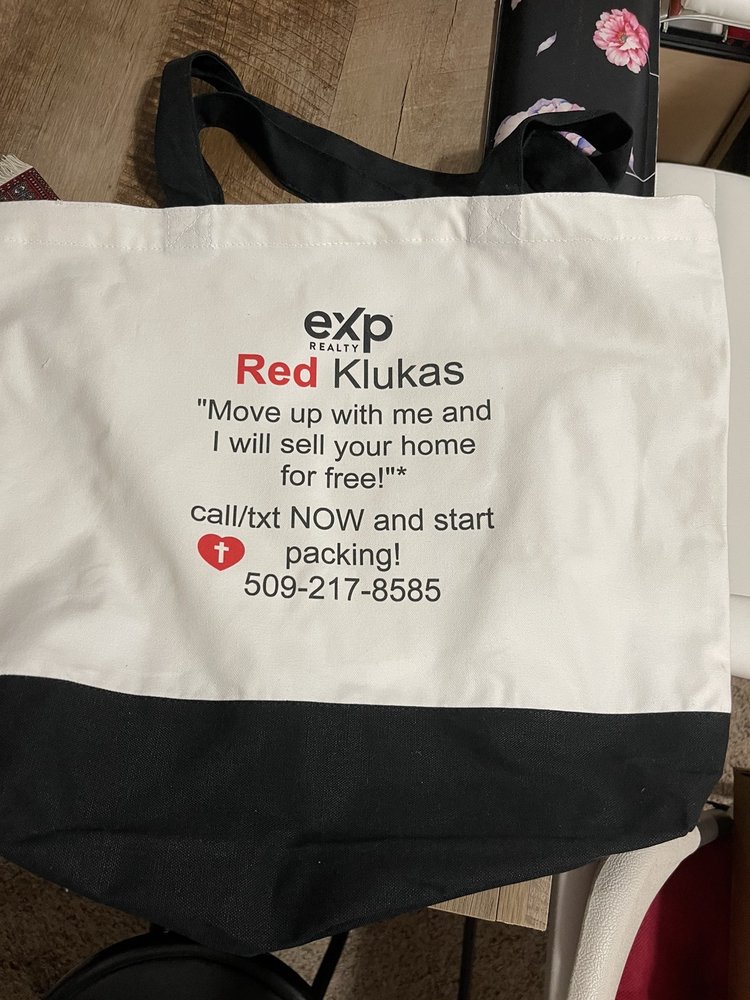 eXp
REALTY
Red Klukas
"Move up with me and
I will sell your home
for free!"*
call/txt NOW and start
packing!
509-217-8585